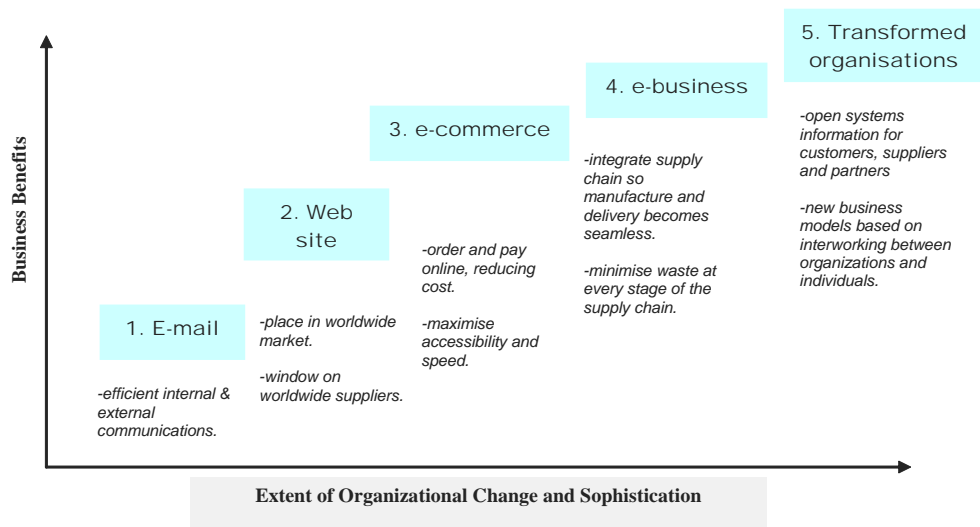 Business Benefits
1. E-mail
-efficient internal &
external
communications.
2. Web
site
-place in worldwide
market.
-window on
worldwide suppliers.
3. e-commerce
-order and pay
online, reducing
cost.
-maximise
accessibility and
speed.
4. e-business
-integrate supply
chain so
manufacture and
delivery becomes
seamless.
-minimise waste at
every stage of the
supply chain.
5. Transformed
organisations
-open systems
information for
customers, suppliers
and partners
-new business
models based on
interworking between
organizations and
individuals.
Extent of Organizational Change and Sophistication